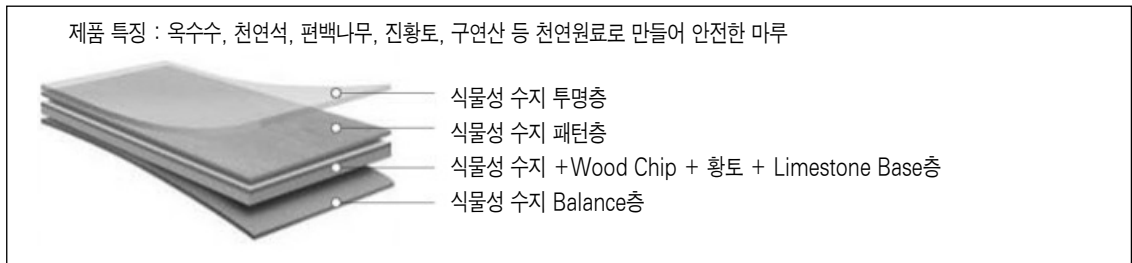 제품 특징 : 옥수수, 천연석, 편백나무, 진황토, 구연산 등 천연원료로 만들어 안전한 마루
식물성 수지 투명층
식물성 수지 패턴층
식물성 수지 +Wood Chip + 황토 + Limestone Base층
식물성 수지 Balance층